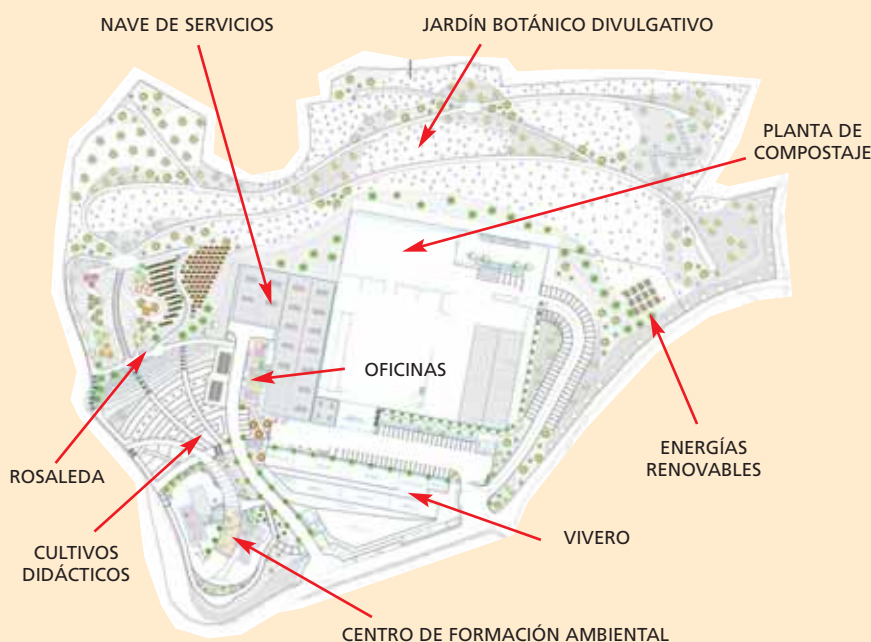 NAVE DE SERVICIOS
JARDÍN BOTÁNICO DIVULGATIVO
PLANTA DE
COMPOSTAJE
OFICINAS
ENERGÍAS
RENOVABLES
ROSALEDA
VIVERO
CULTIVOS
DIDÁCTICOS
CENTRO DE FORMACIÓN AMBIENTAL